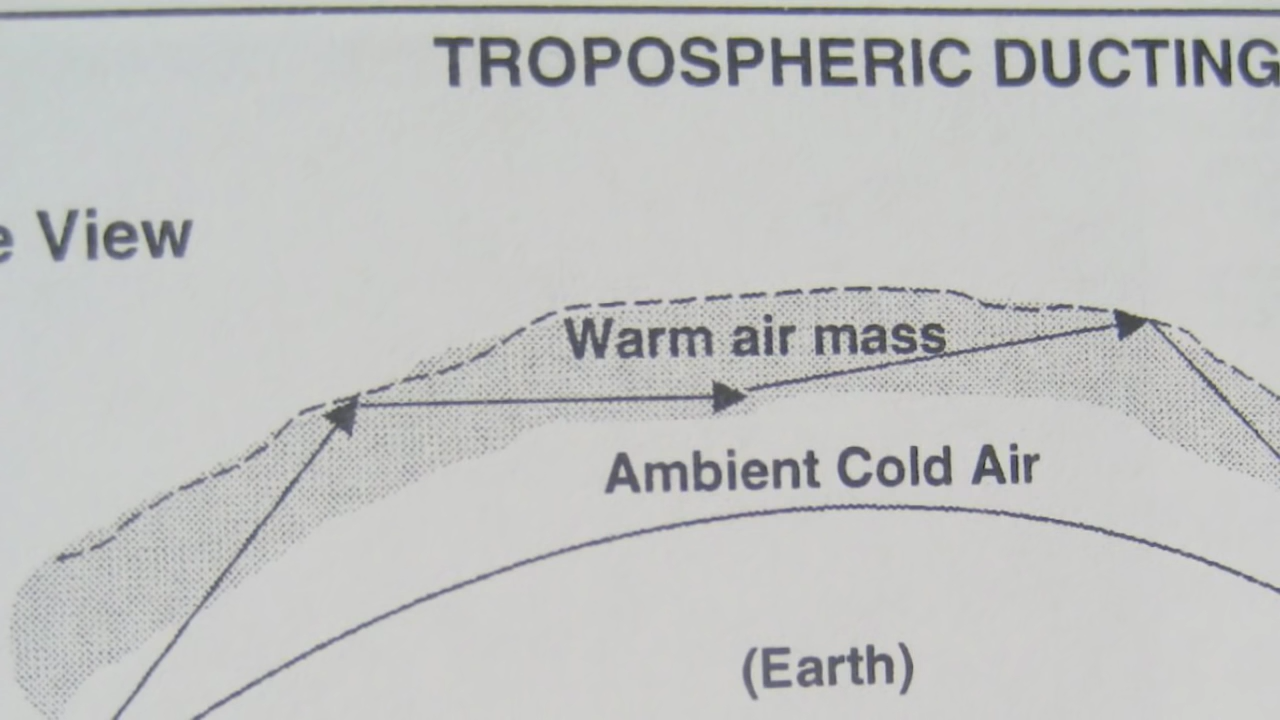 TROPOSPHERIC DUCTING
View
Warm air mass
Ambient Cold Air
(Earth)